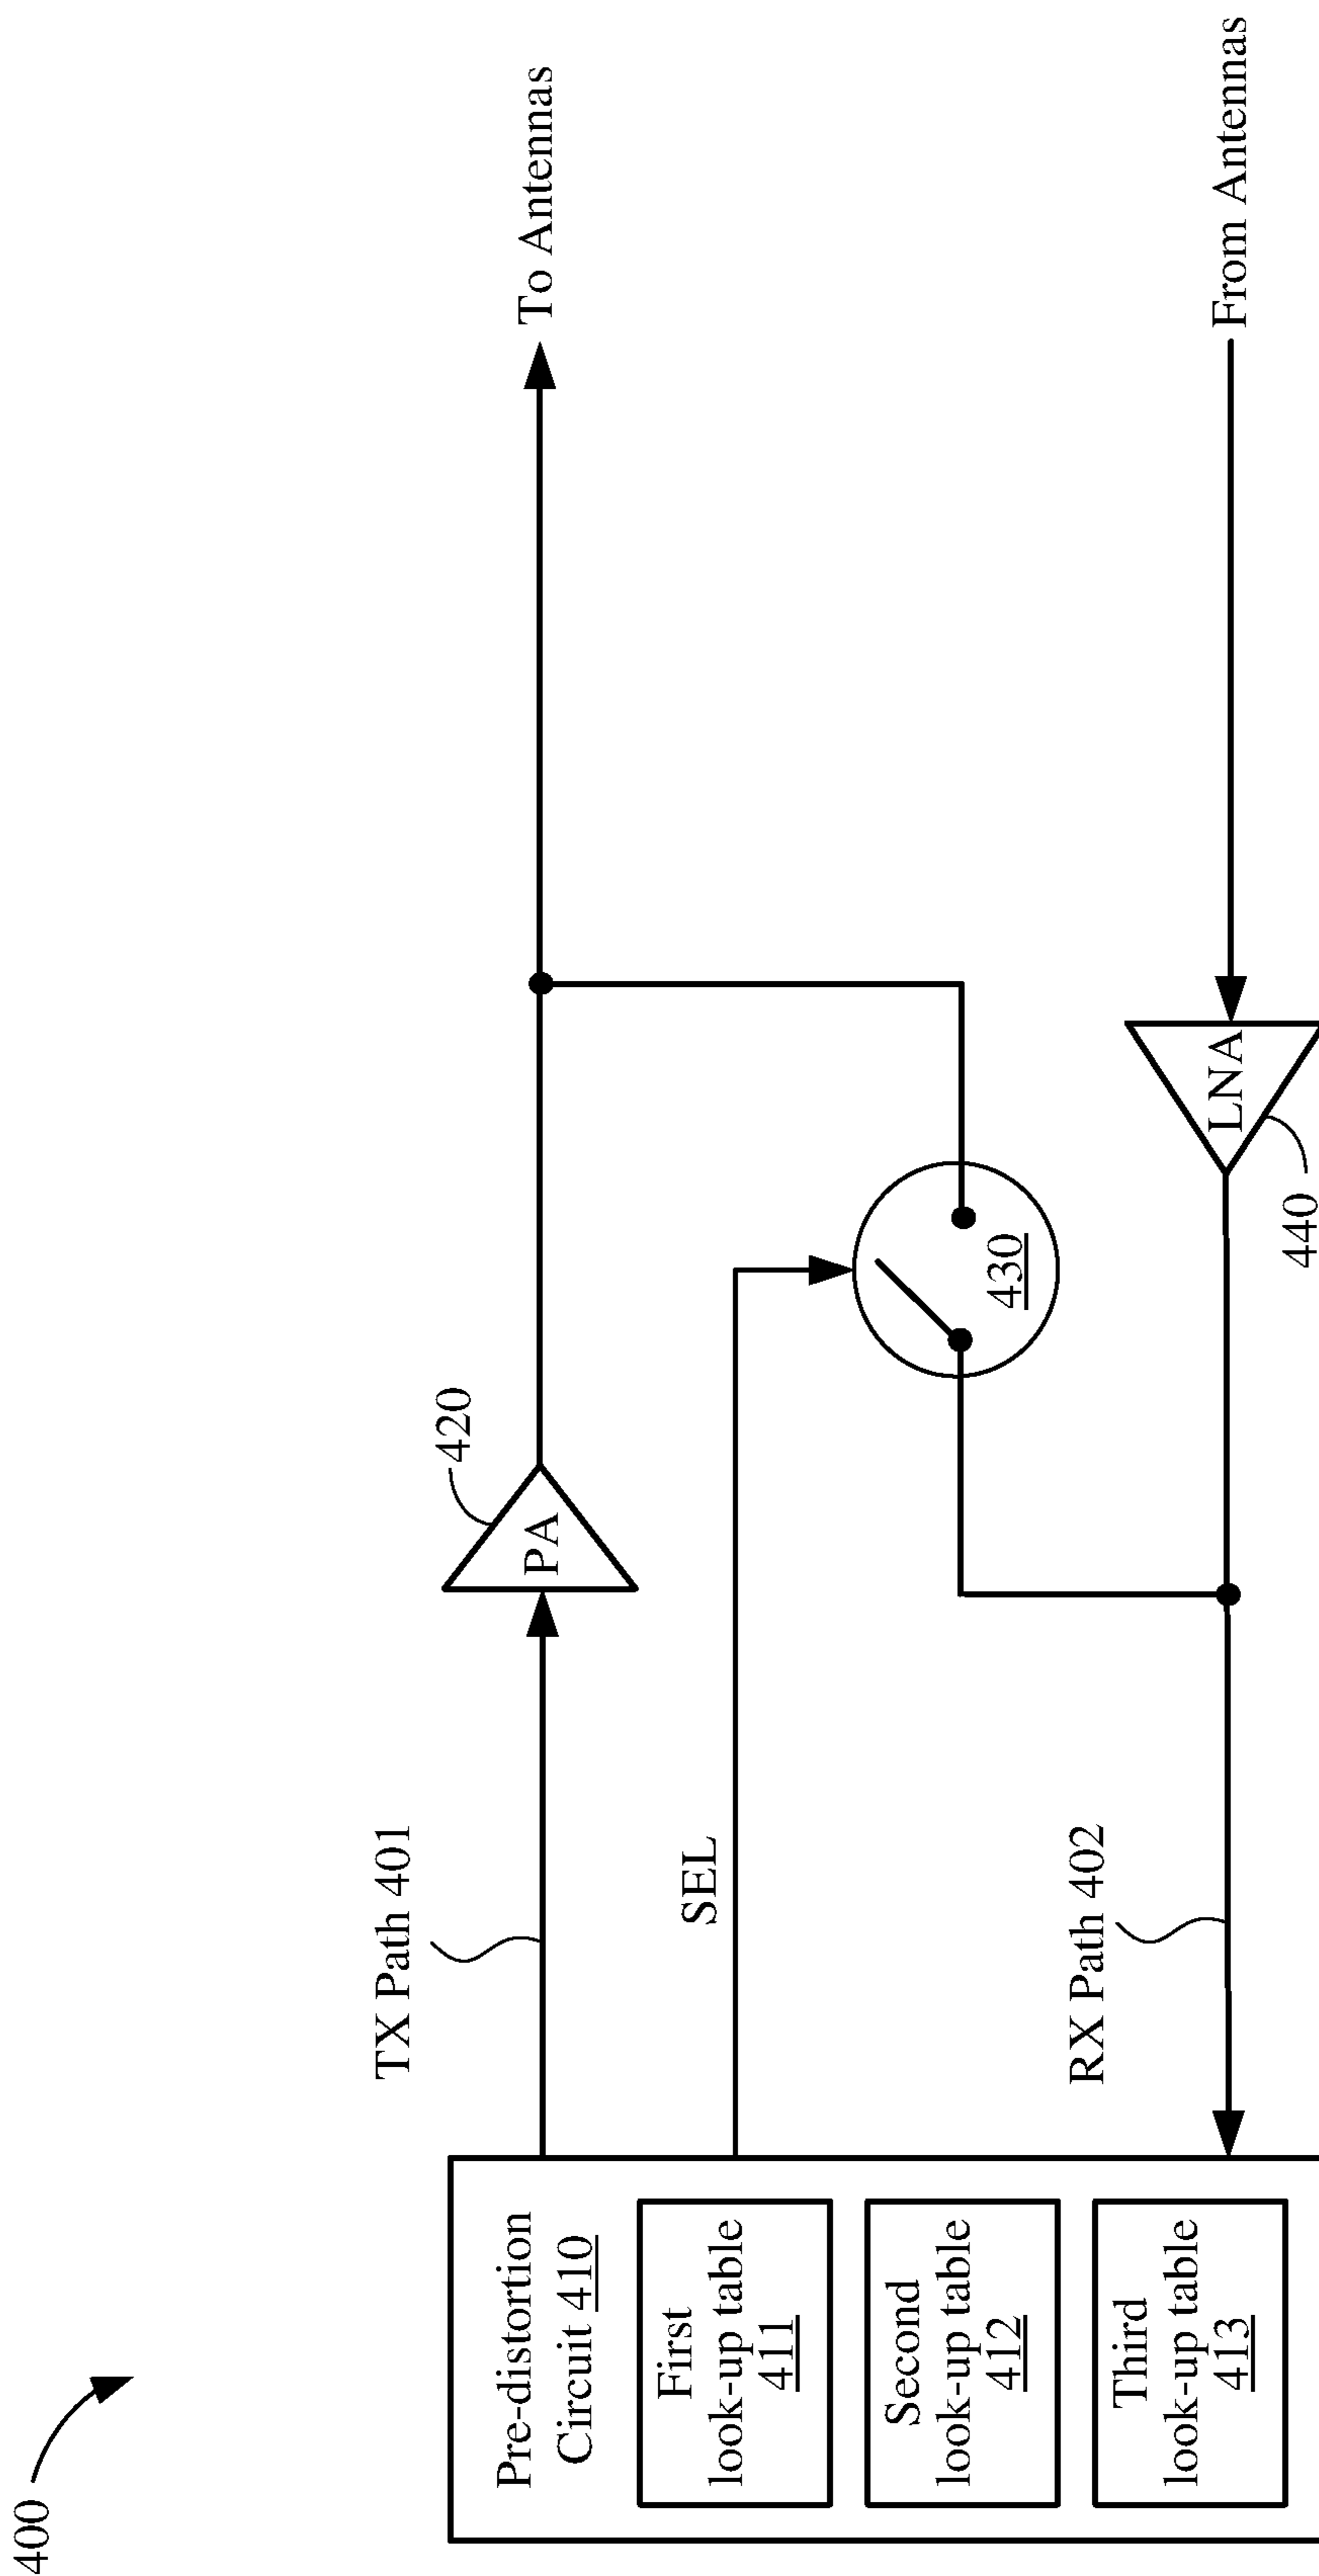 400
Pre-distortion
Circuit 410
First
look-up table
411
Second
look-up table
412
Third
look-up table
413
TX Path 401
SEL
RX Path 402
PA
420
430
LNA
440
To Antennas
From Antennas